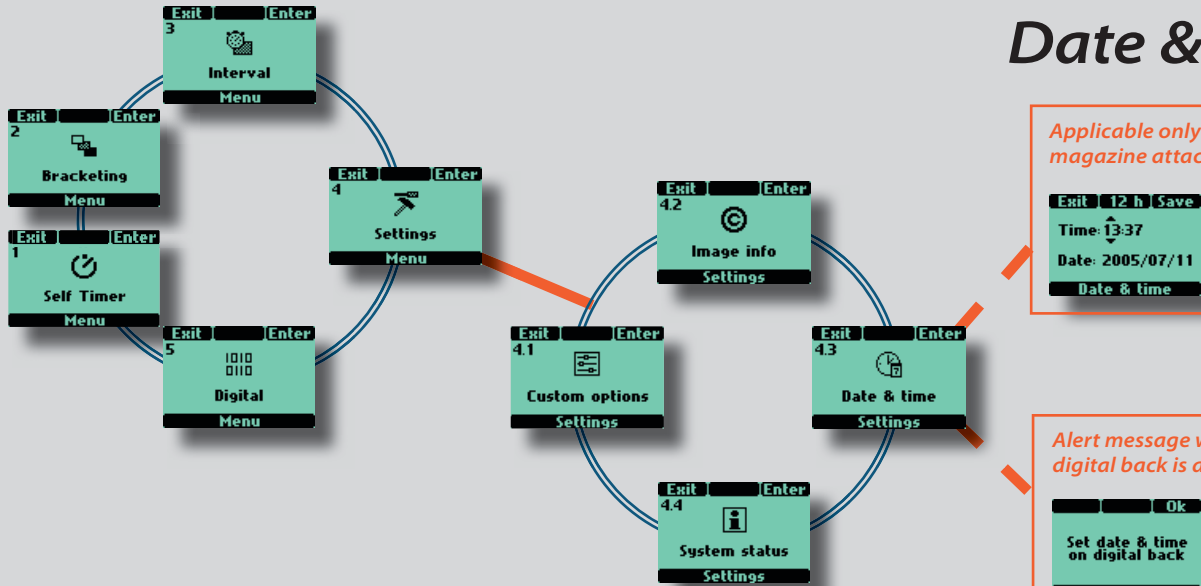 Date &
Exit Enter
3
Interval
Menu
Exit Enter
2
Bracketing
Menu
Exit Enter
1
Self Timer
Menu
Exit Enter
4
Settings
Menu
Exit Enter
5
1010
0110
Digital
Menu
Exit Enter
4.2
©
Image info
Settings
Exit Enter
4.1
Custom options
Settings
Exit Enter
4.3
Date & time
Settings
Exit Enter
4.4
i
System status
Settings
Applicable only
magazine
Exit 12 h Save
Time: 13:37
Date: 2005/07/11
Date & time
Alert message
digital back is
Ok
Set date & time
on digital back